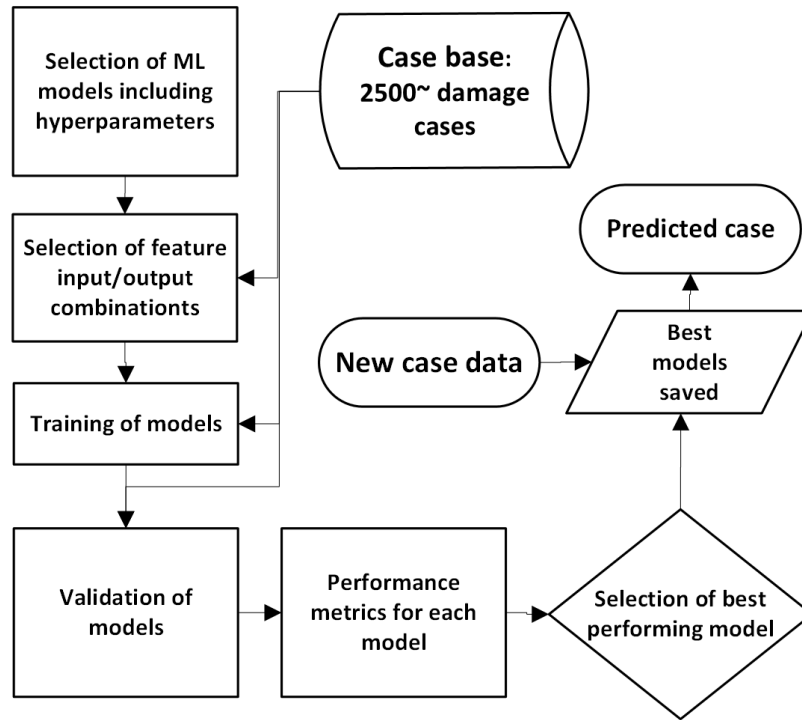 Selection of ML
models including
hyperparameters
Case base:
2500~ damage
cases
Selection of feature
input/output
combinationts
Predicted case
New case data
Best
models
saved
Training of models
Validation of
models
Performance
metrics for each
model
Selection of best
performing model